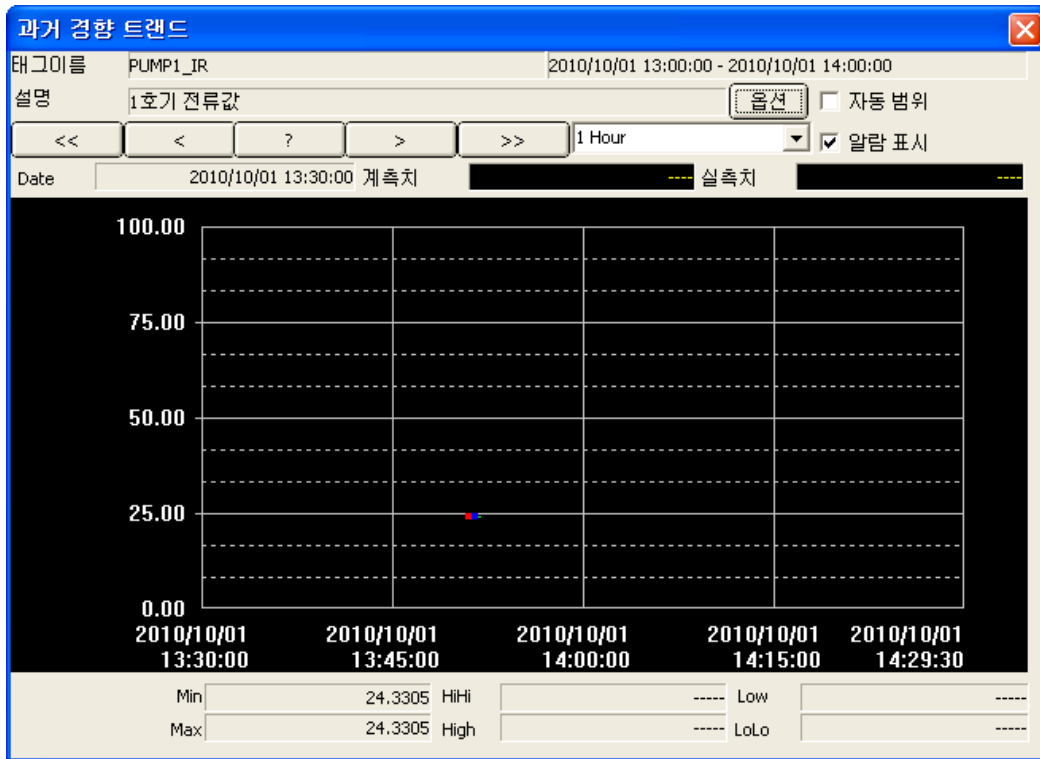 과거 경향 트랜드
태그이름 PUMP1_IR 2010/10/01 13:00:00 - 2010/10/01 14:00:00
설명 1호기 전류값 옵션 자동 범위
<< < ? > >> 1 Hour 알람 표시
Date 2010/10/01 13:30:00 계측치 ---- 실측치 ----
100.00
75.00
50.00
25.00
0.00
2010/10/01 2010/10/01 2010/10/01 2010/10/01 2010/10/01
13:30:00 13:45:00 14:00:00 14:15:00 14:29:30
Min 24.3305 HiHi ----- Low -----
Max 24.3305 High ----- LoLo -----